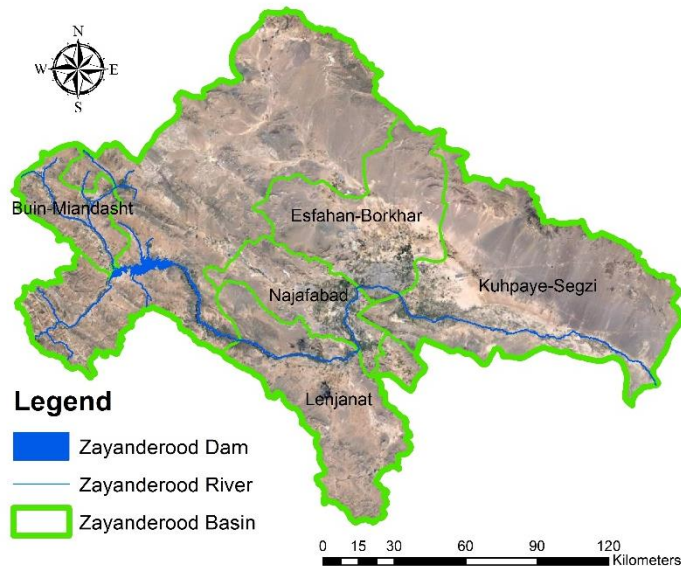 N
W E
S
Buin-Miandasht
Esfahan-Borkhar
Kuhpaye-Segzi
Najafabad
Lenjanat
Legend
Zayanderood Dam
Zayanderood River
Zayanderood Basin
0 15 30 60 90 120
Kilometers